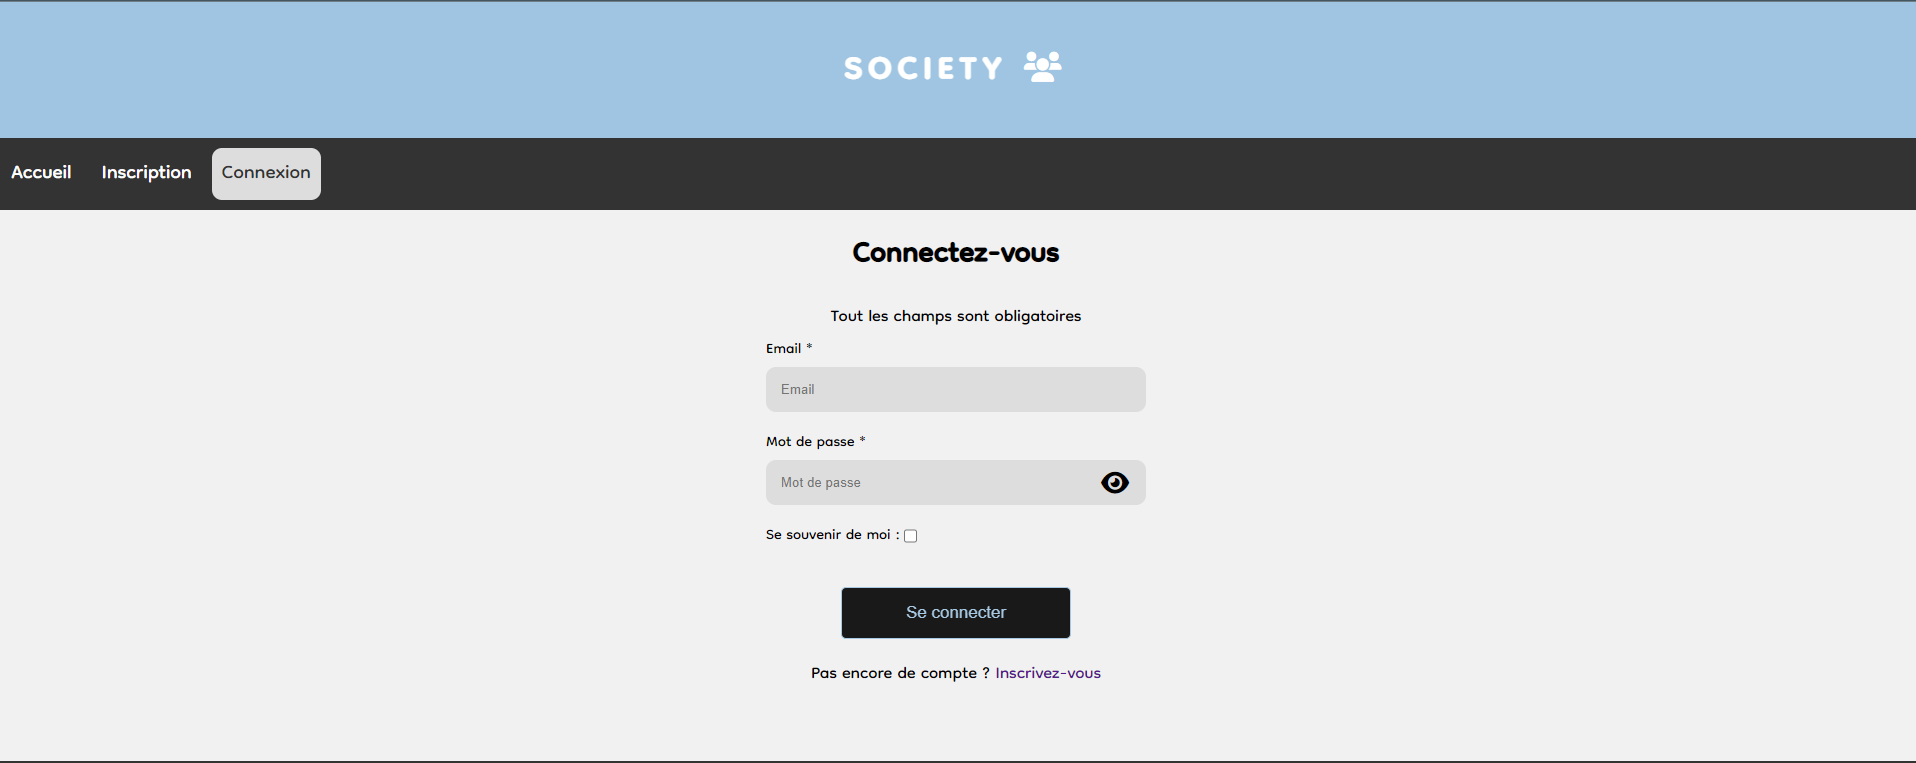 SOCIETY
Accueil Inscription Connexion
Connectez-vous
Tout les champs sont obligatoires
Email *
Email
Mot de passe *
Mot de passe
Se souvenir de moi :
Se connecter
Pas encore de compte ? Inscrivez-vous